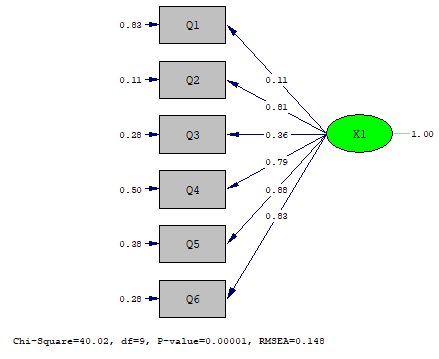 0.83 Q1
0.11
0.11 Q2
0.81
0.28 Q3 0.36 X1 1.00
0.79
0.50 Q4
0.88
0.38 Q5
0.83
0.28 Q6
Chi-Square=40.02, df=9, P-value=0.00001, RMSEA=0.148